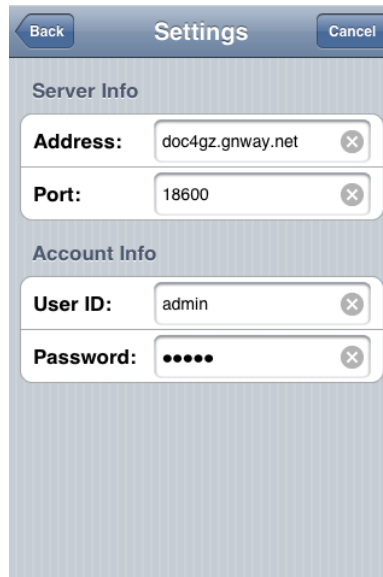 Back Settings Cancel
Server Info
Address: doc4gz.gnway.net
Port: 18600
Account Info
User ID: admin
Password: •••••